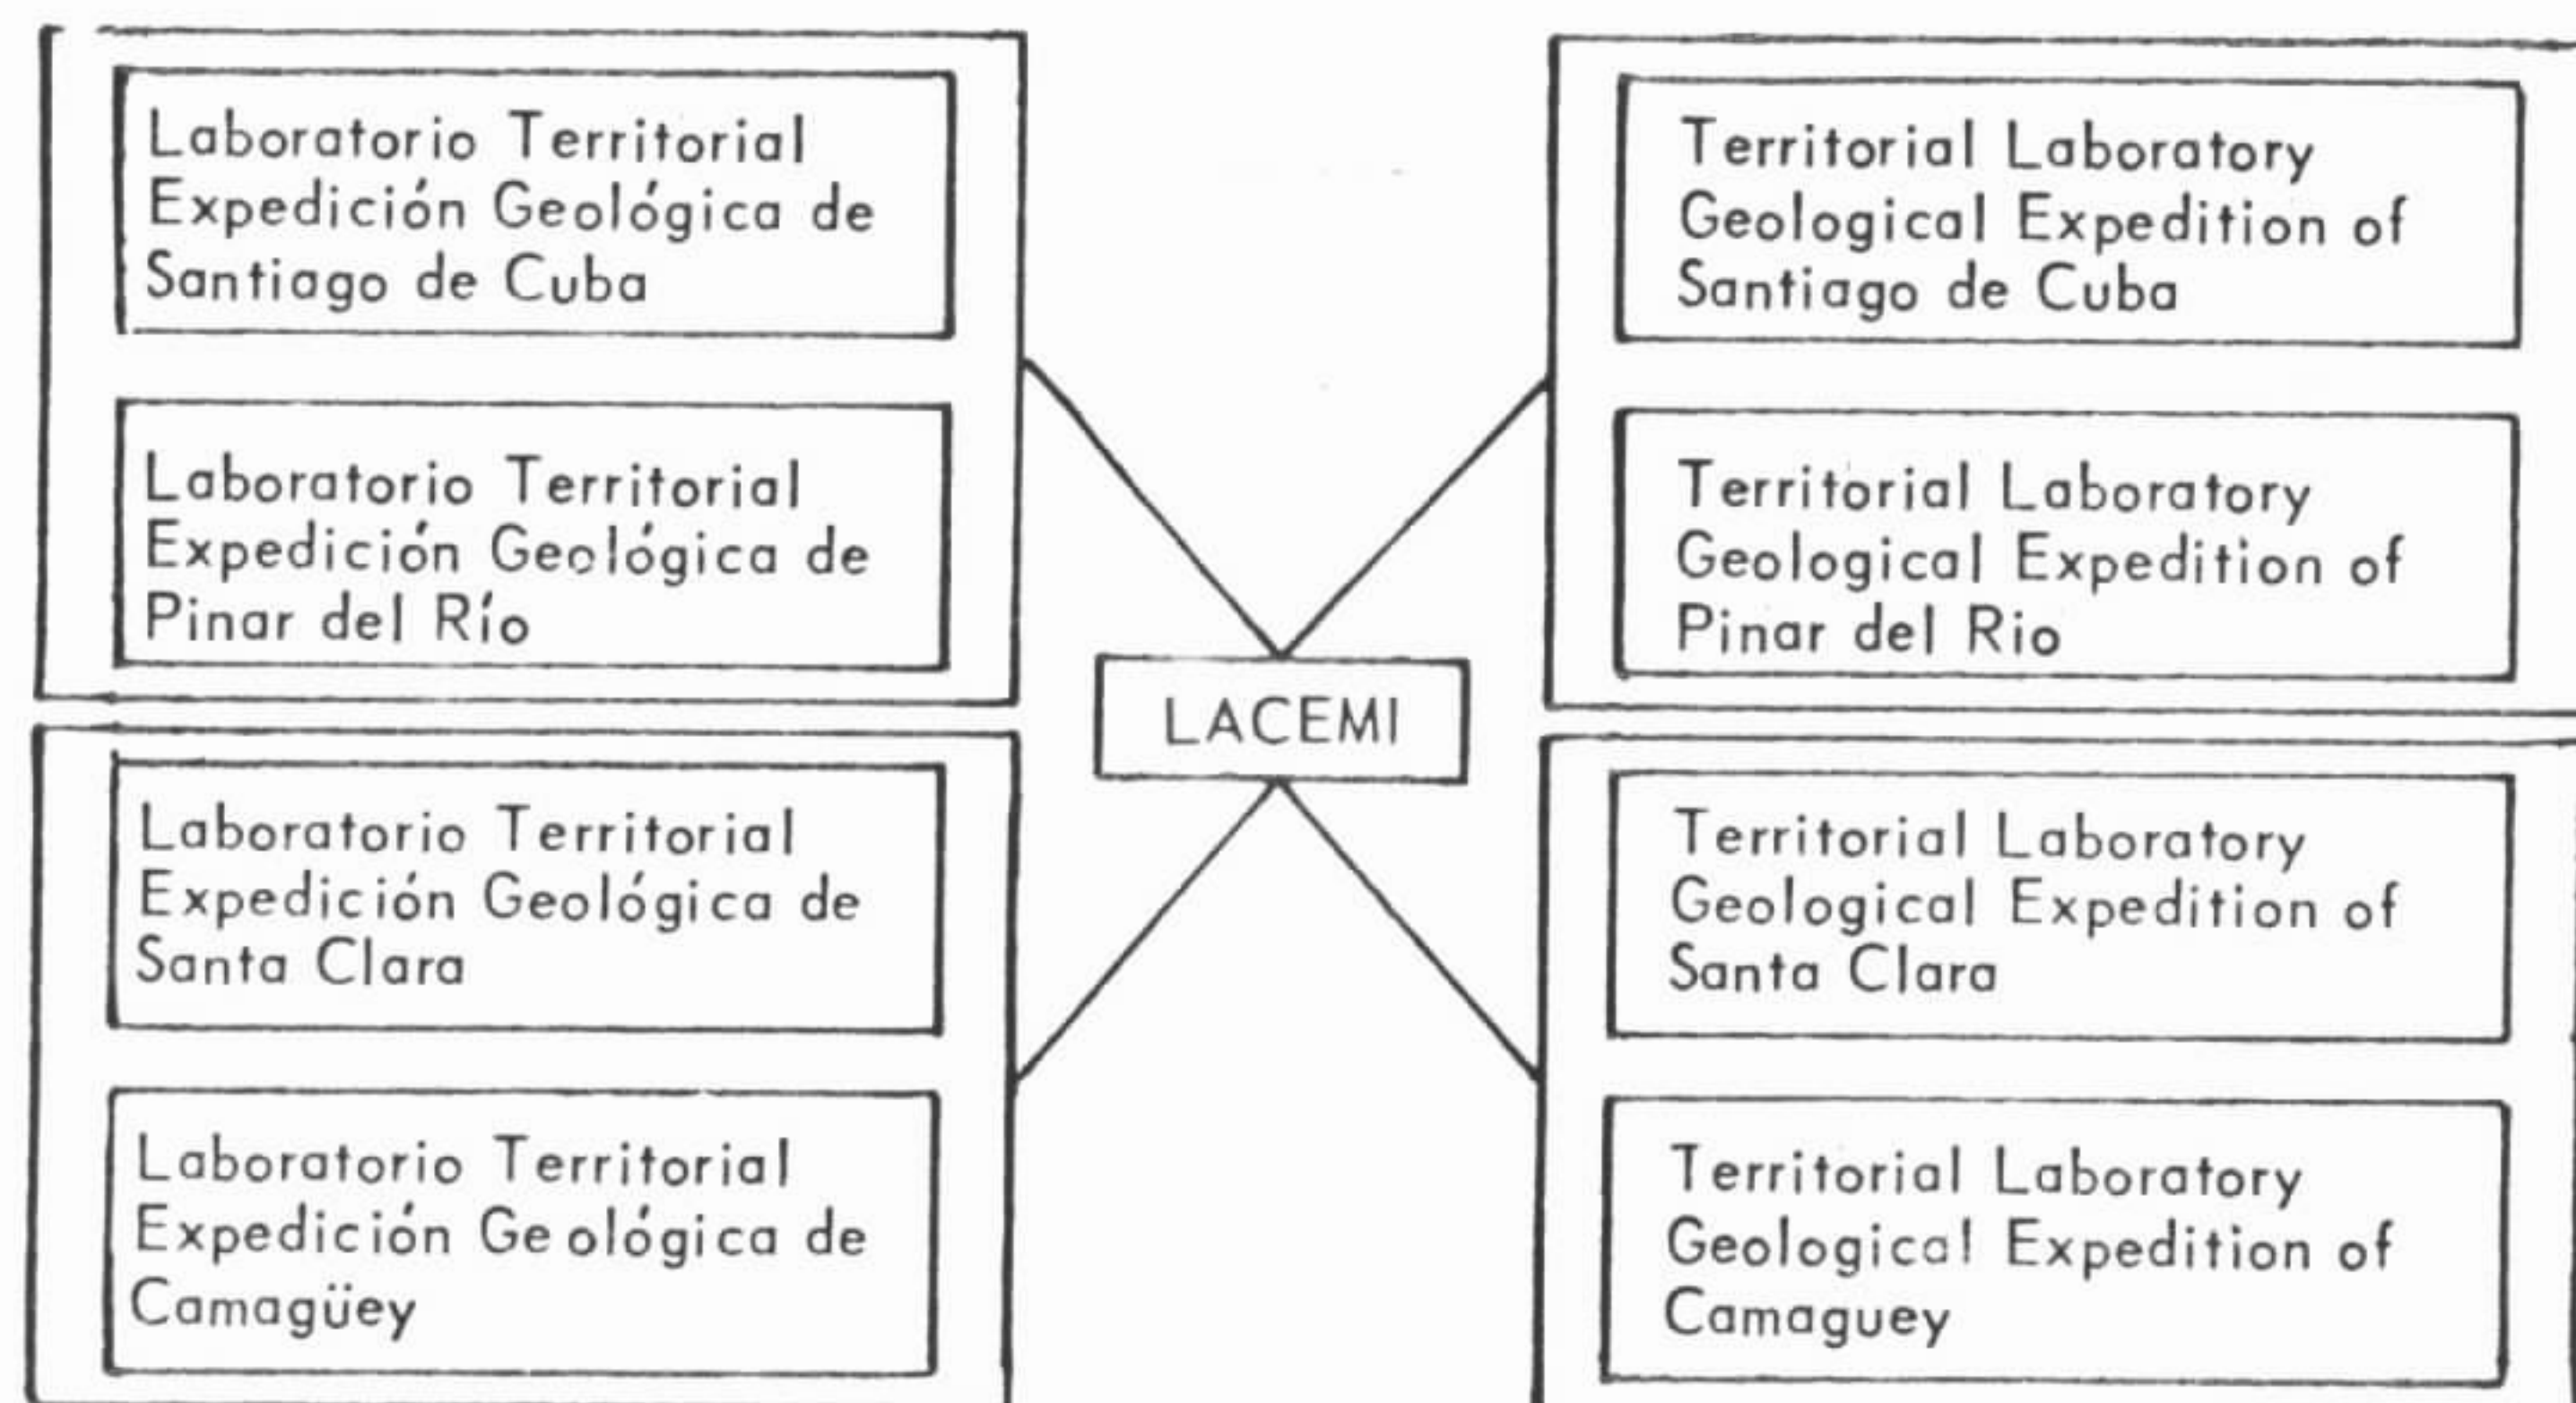 Laboratorio Territorial
Expedición Geológica de
Santiago de Cuba
Laboratorio Territorial
Expedición Geológica de
Pinar del Río
Laboratorio Territorial
Expedición Geológica de
Santa Clara
Laboratorio Territorial
Expedición Geológica de
Camagüey
LACEMI
Territorial Laboratory
Geological Expedition of
Santiago de Cuba
Territorial Laboratory
Geological Expedition of
Pinar del Rio
Territorial Laboratory
Geological Expedition of
Santa Clara
Territorial Laboratory
Geological Expedition of
Camaguey